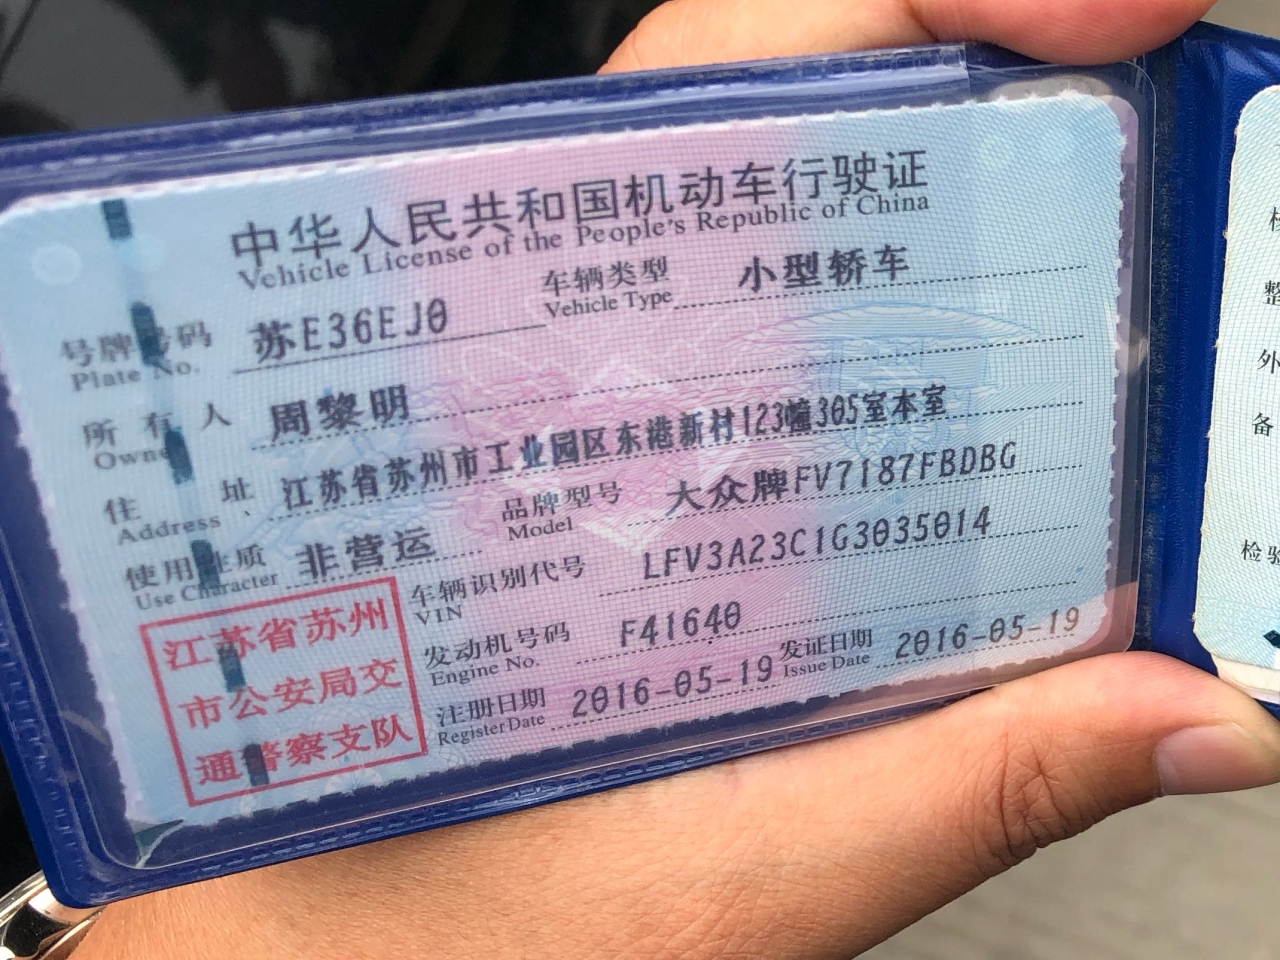 中华人民共和国机动车行驶证
Vehicle License of the People's Republic of China
号牌号码 苏E36EJ0 车辆类型 小型轿车
Plate No. Vehicle Type
所有人 周黎明
Owner
住址 江苏省苏州市工业园区东港新村123幢305室本室
Address
使用性质 非营运 品牌型号 大众牌FV7187FBDBG
Use Character Model
车辆识别代号 LFV3A23C1G3035014
VIN
发动机号码 F41640
Engine No.
注册日期 2016-05-19 发证日期 2016-05-19
Register Date Issue Date
江苏省苏州
市公安局交
通警察支队
整
外
备
检验